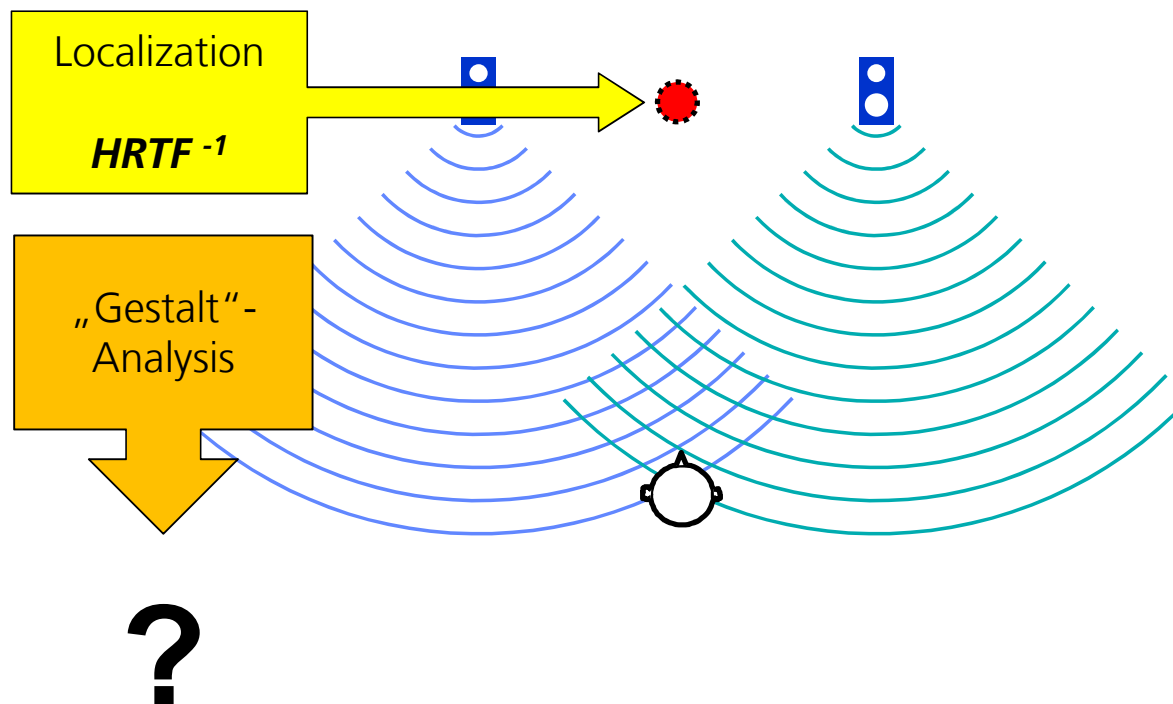 Localization
HRTF -1
„Gestalt“-
Analysis
?